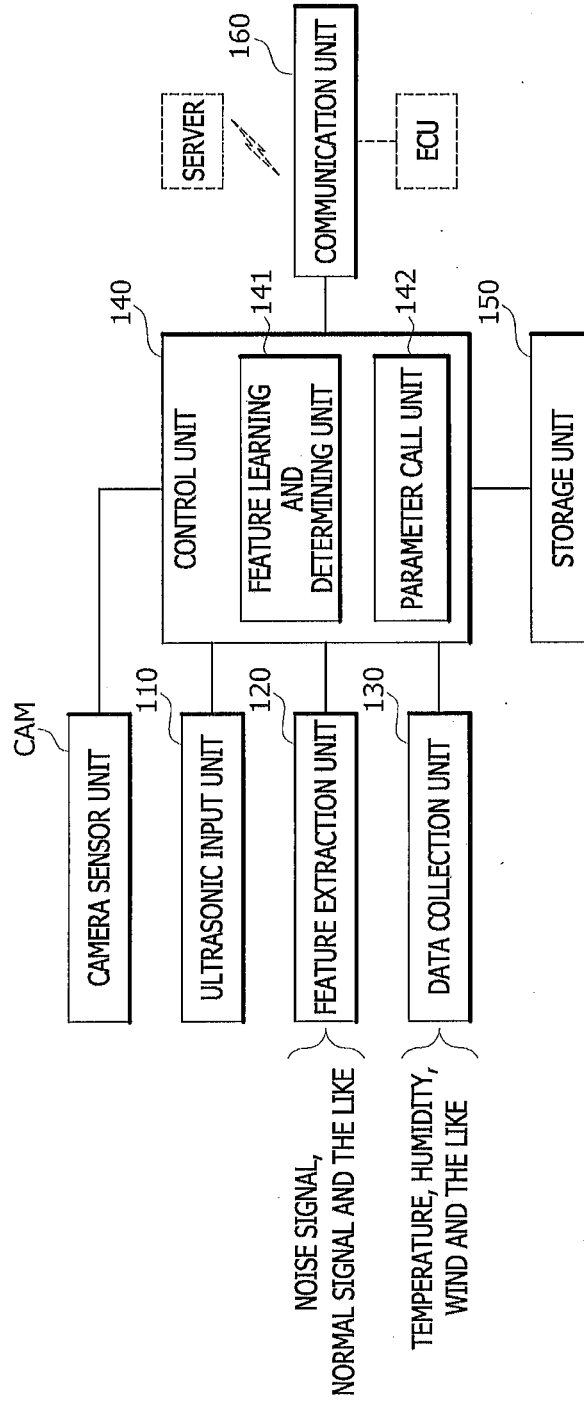 CAM
CAMERA SENSOR UNIT
110
ULTRASONIC INPUT UNIT
120
FEATURE EXTRACTION UNIT
NOISE SIGNAL,
NORMAL SIGNAL AND THE LIKE
130
DATA COLLECTION UNIT
TEMPERATURE, HUMIDITY,
WIND AND THE LIKE
140
CONTROL UNIT
141
FEATURE LEARNING
AND
DETERMINING UNIT
142
PARAMETER CALL UNIT
150
STORAGE UNIT
SERVER
160
COMMUNICATION UNIT
ECU